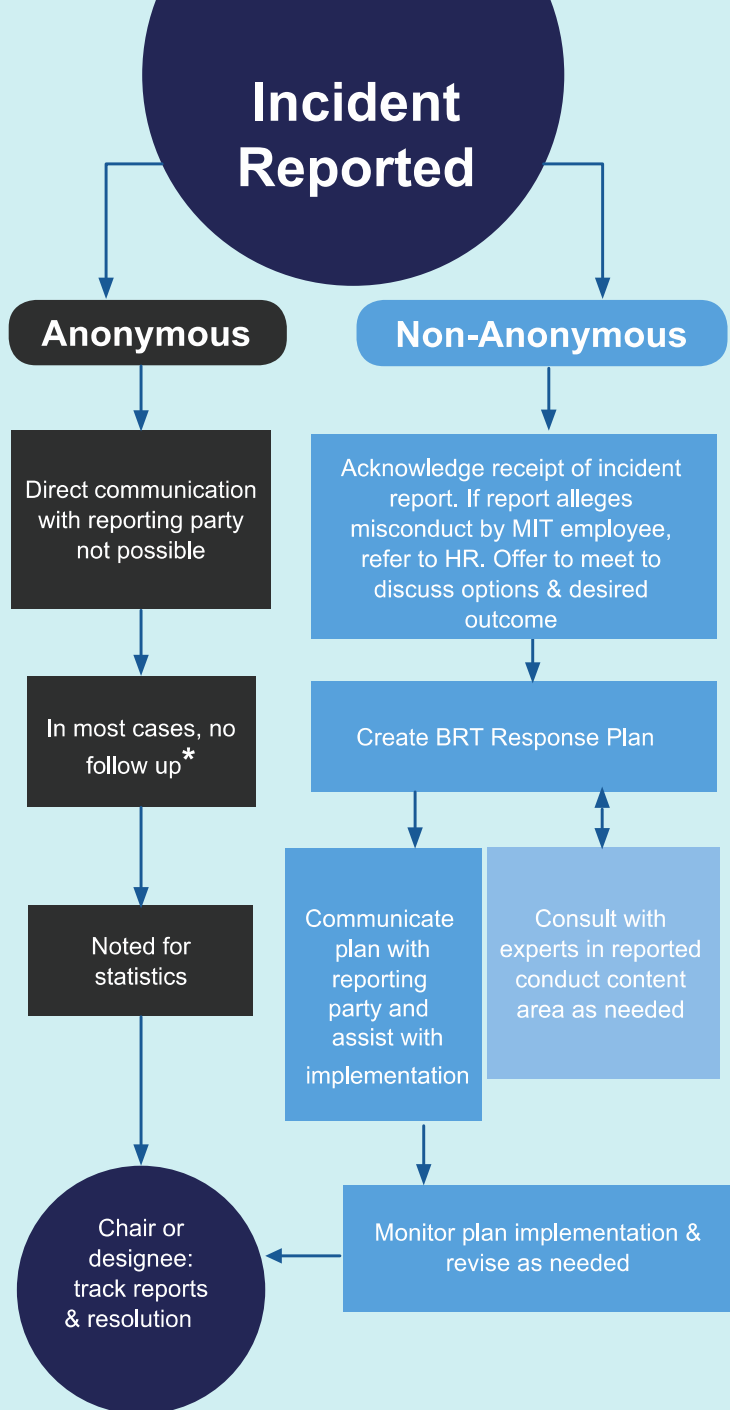 Incident
Reported
Anonymous
Non-Anonymous
Direct communication
with reporting party
not possible
Acknowledge receipt of incident
report. If report alleges
misconduct by MIT employee,
refer to HR. Offer to meet to
discuss options & desired
outcome
In most cases, no
follow up*
Create BRT Response Plan
Noted for
statistics
Communicate
plan with
reporting
party and
assist with
implementation
Consult with
experts in reported
conduct content
area as needed
Chair or
designee:
track reports
& resolution
Monitor plan implementation &
revise as needed